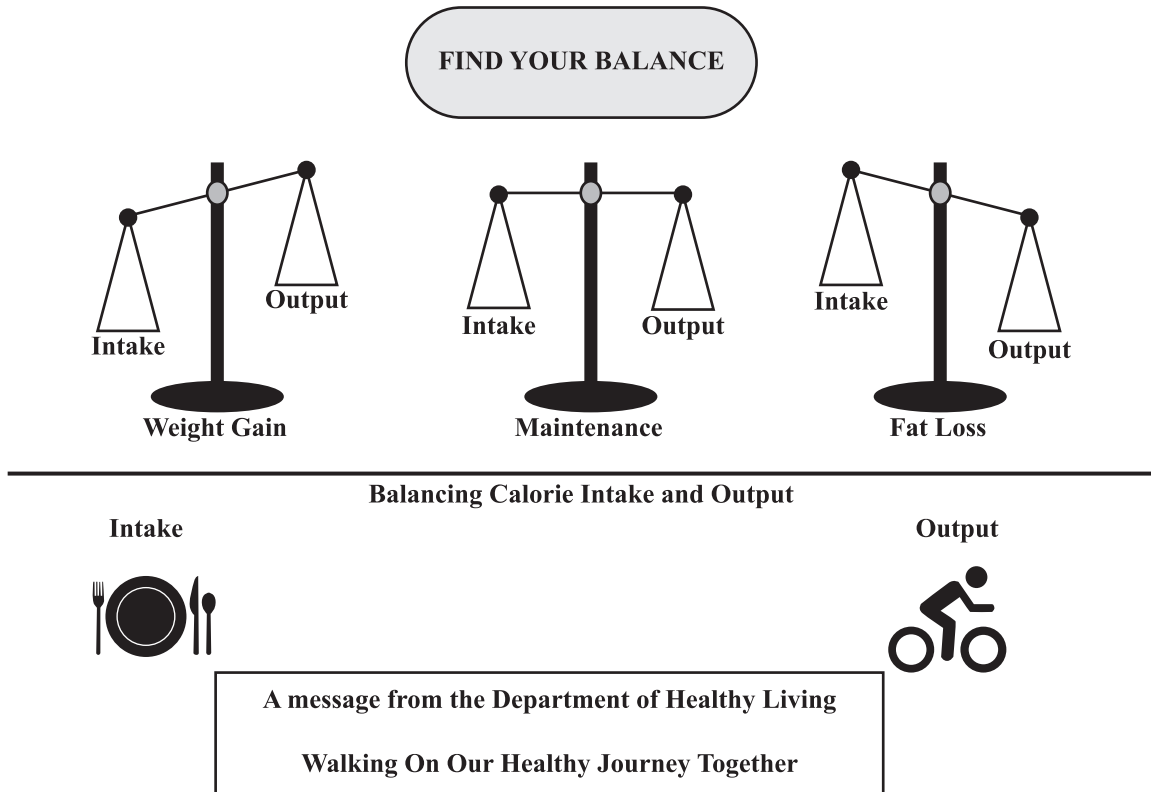 FIND YOUR BALANCE
Intake
Output
Weight Gain
Intake
Output
Maintenance
Intake
Output
Fat Loss
Balancing Calorie Intake and Output
Intake
Output
A message from the Department of Healthy Living
Walking On Our Healthy Journey Together